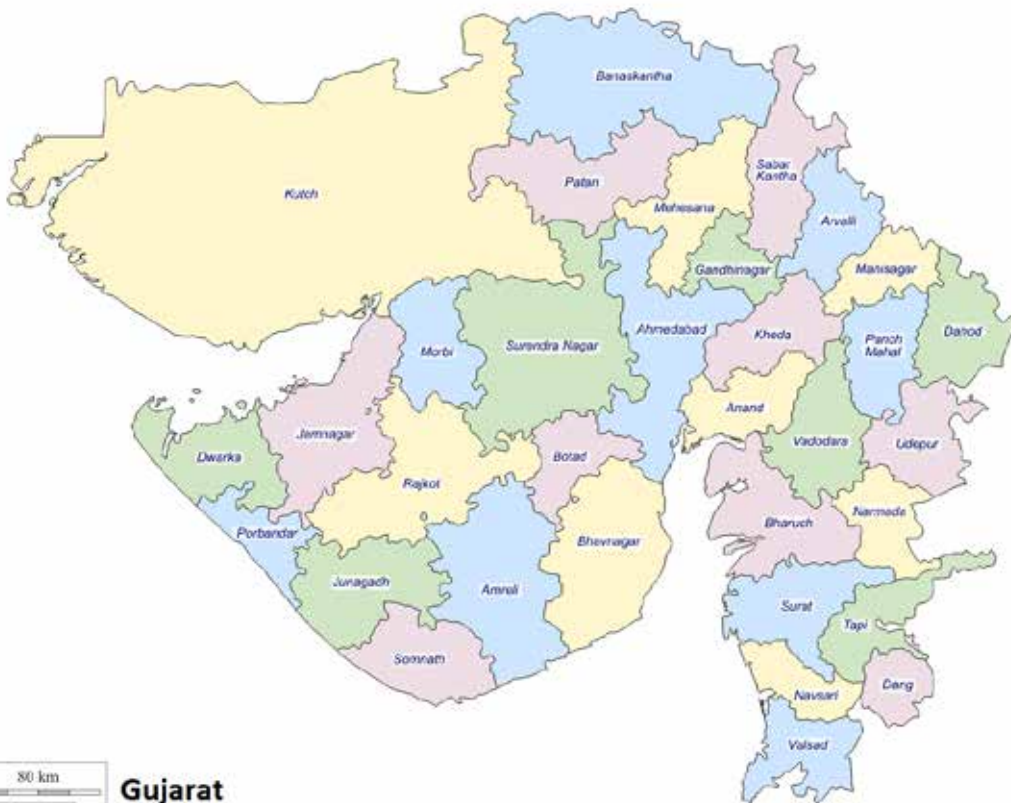 Banaskantha
Patan
Sabar
Kantha
Kutch
Mehesana
Arvalli
Gandhinagar
Manisagar
Ahmedabad
Kheda
Panch
Mahal
Dahod
Morbi
Surendra Nagar
Anand
Vadodara
Udepur
Jamnagar
Dwarka
Rajkot
Botad
Narmada
Bharuch
Porbandar
Bhavnagar
Junagadh
Amreli
Surat
Tapi
Somnath
Navsari
Dang
Valsad
80 km
Gujarat